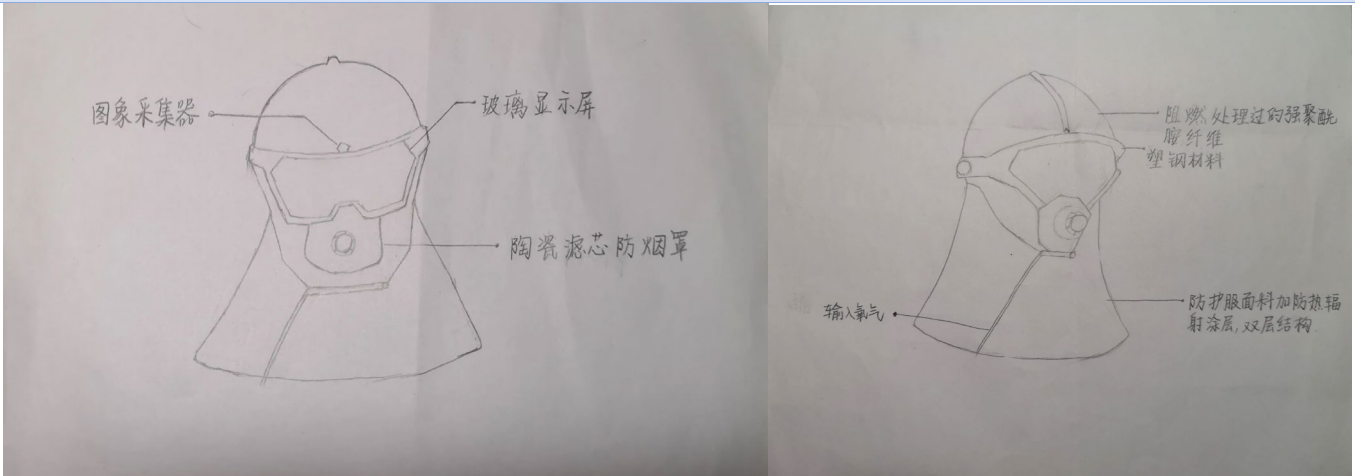 图象采集器
玻璃显示屏
陶瓷滤芯防烟罩
阻燃处理过的强聚酰
胺纤维
塑钢材料
输入氧气
防护服面料加防热辐
射涂层,双层结构